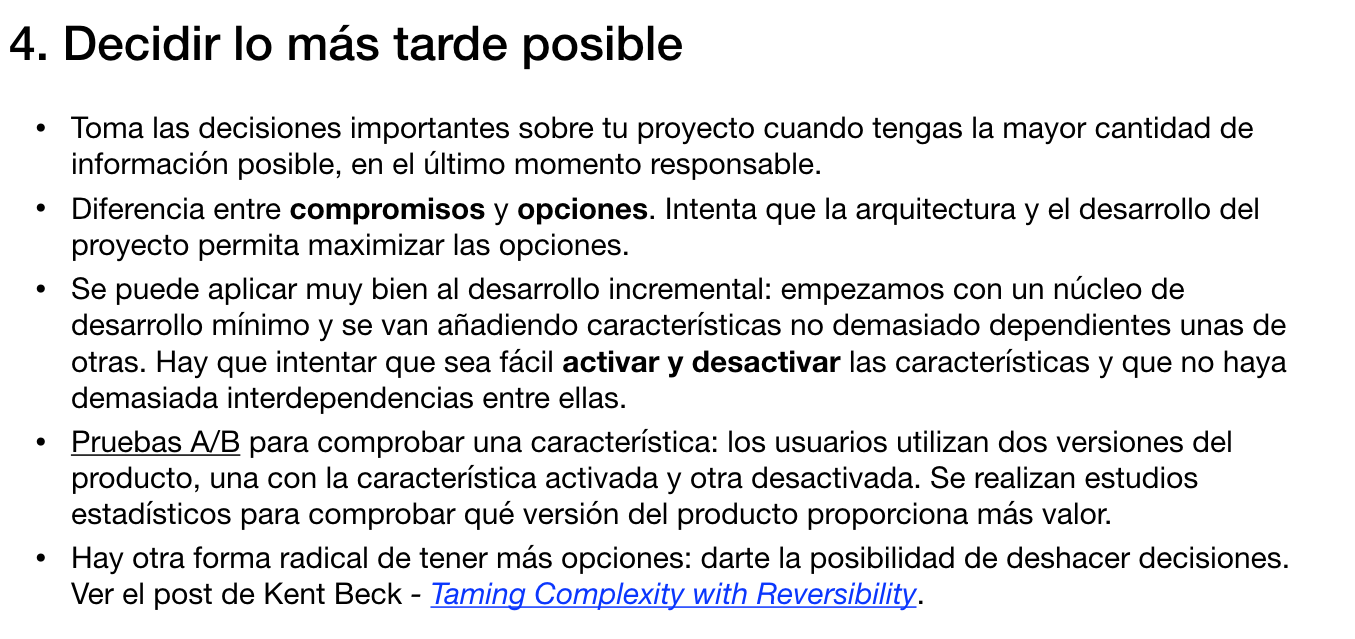 4. Decidir lo más tarde posible
• Toma las decisiones importantes sobre tu proyecto cuando tengas la mayor cantidad de
información posible, en el último momento responsable.
• Diferencia entre compromisos y opciones. Intenta que la arquitectura y el desarrollo del
proyecto permita maximizar las opciones.
• Se puede aplicar muy bien al desarrollo incremental: empezamos con un núcleo de
desarrollo mínimo y se van añadiendo características no demasiado dependientes unas de
otras. Hay que intentar que sea fácil activar y desactivar las características y que no haya
demasiada interdependencias entre ellas.
• Pruebas A/B para comprobar una característica: los usuarios utilizan dos versiones del
producto, una con la característica activada y otra desactivada. Se realizan estudios
estadísticos para comprobar qué versión del producto proporciona más valor.
• Hay otra forma radical de tener más opciones: darte la posibilidad de deshacer decisiones.
Ver el post de Kent Beck - Taming Complexity with Reversibility.